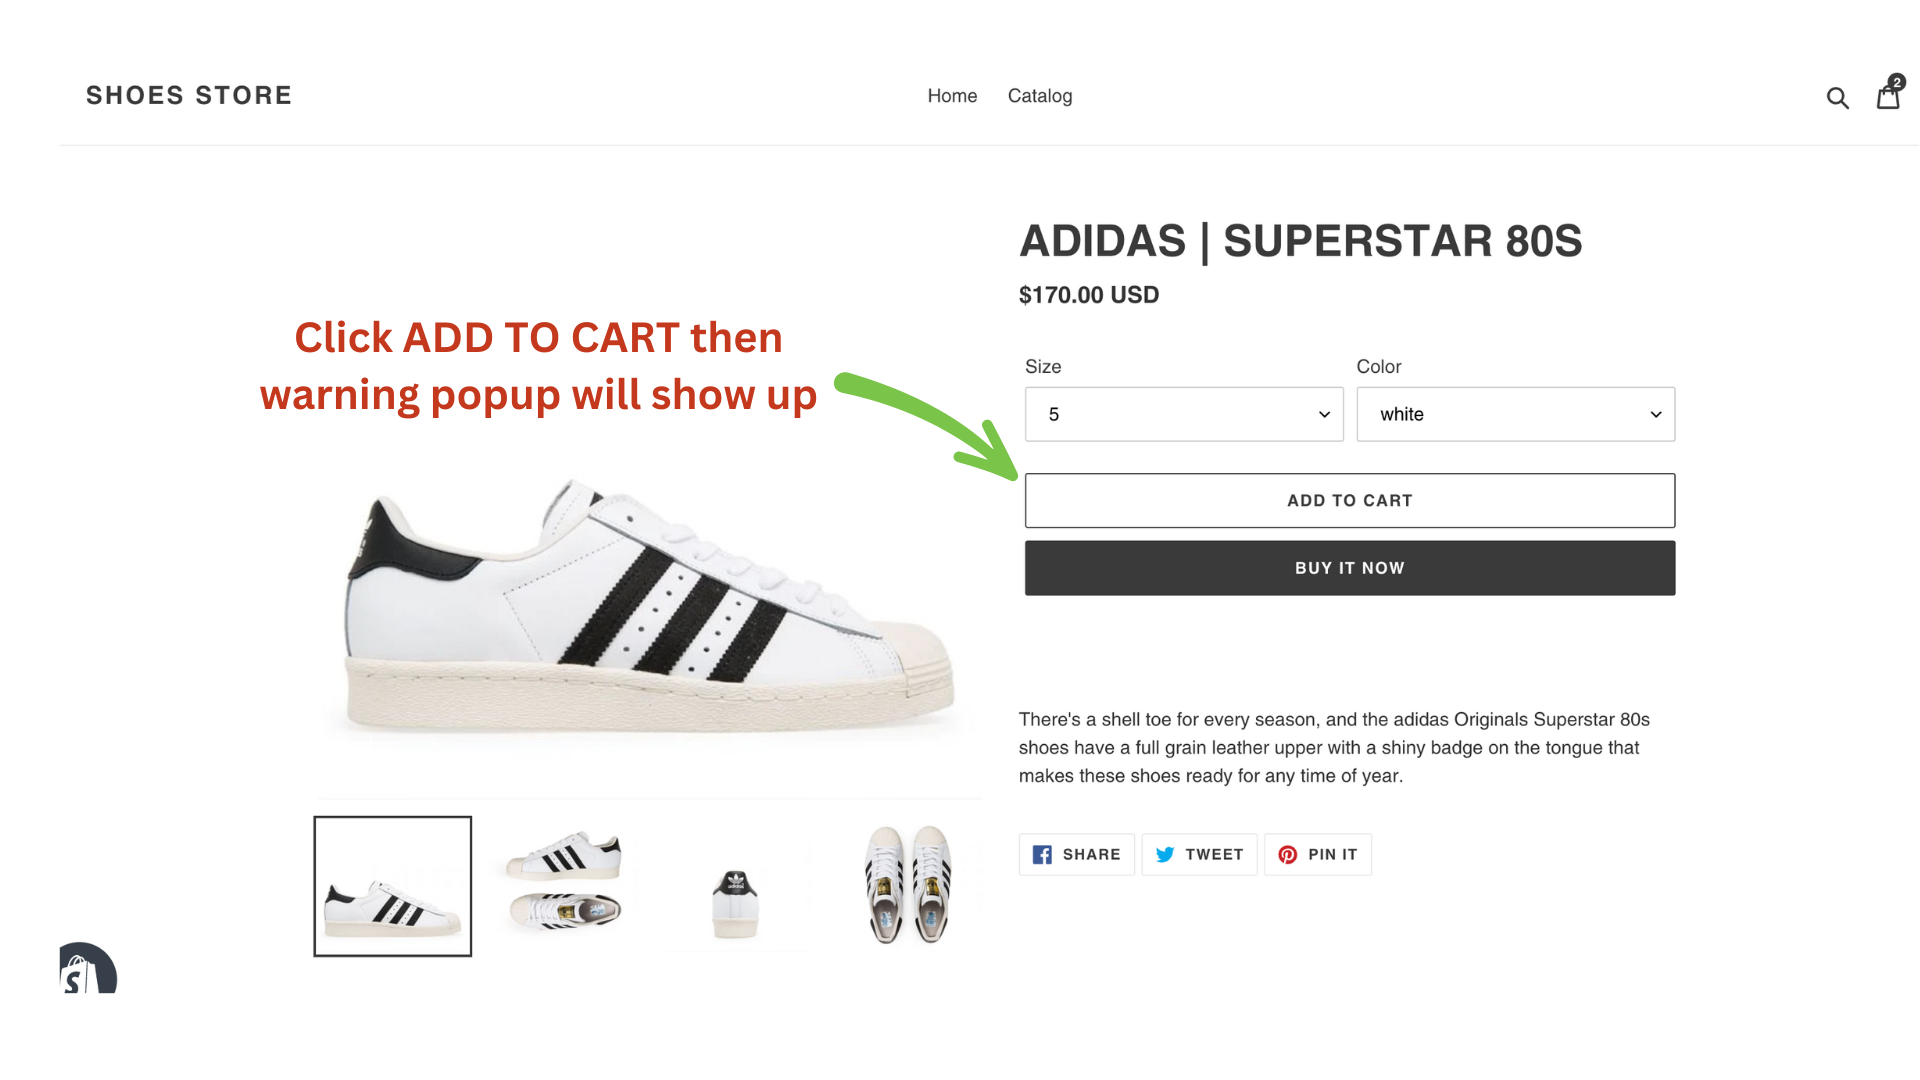 SHOES STORE
Home
Catalog
2
ADIDAS | SUPERSTAR 80S
$170.00 USD
Click ADD TO CART then
warning popup will show up
Size
Color
5
white
ADD TO CART
BUY IT NOW
There's a shell toe for every season, and the adidas Originals Superstar 80s
shoes have a full grain leather upper with a shiny badge on the tongue that
makes these shoes ready for any time of year.
SHARE
TWEET
PIN IT
adidas
S